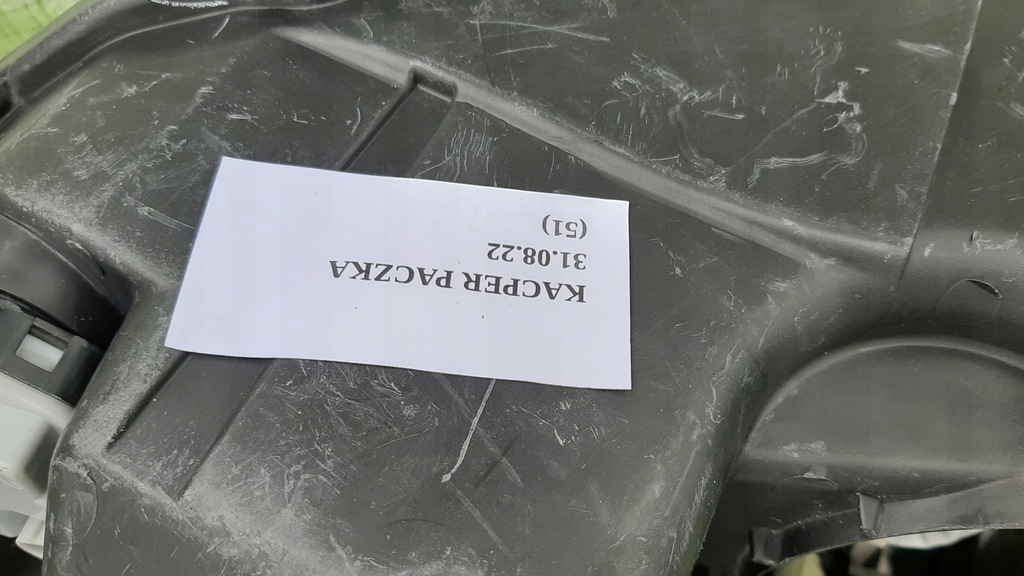 KACPER PACZKA
31.08.22
(51)